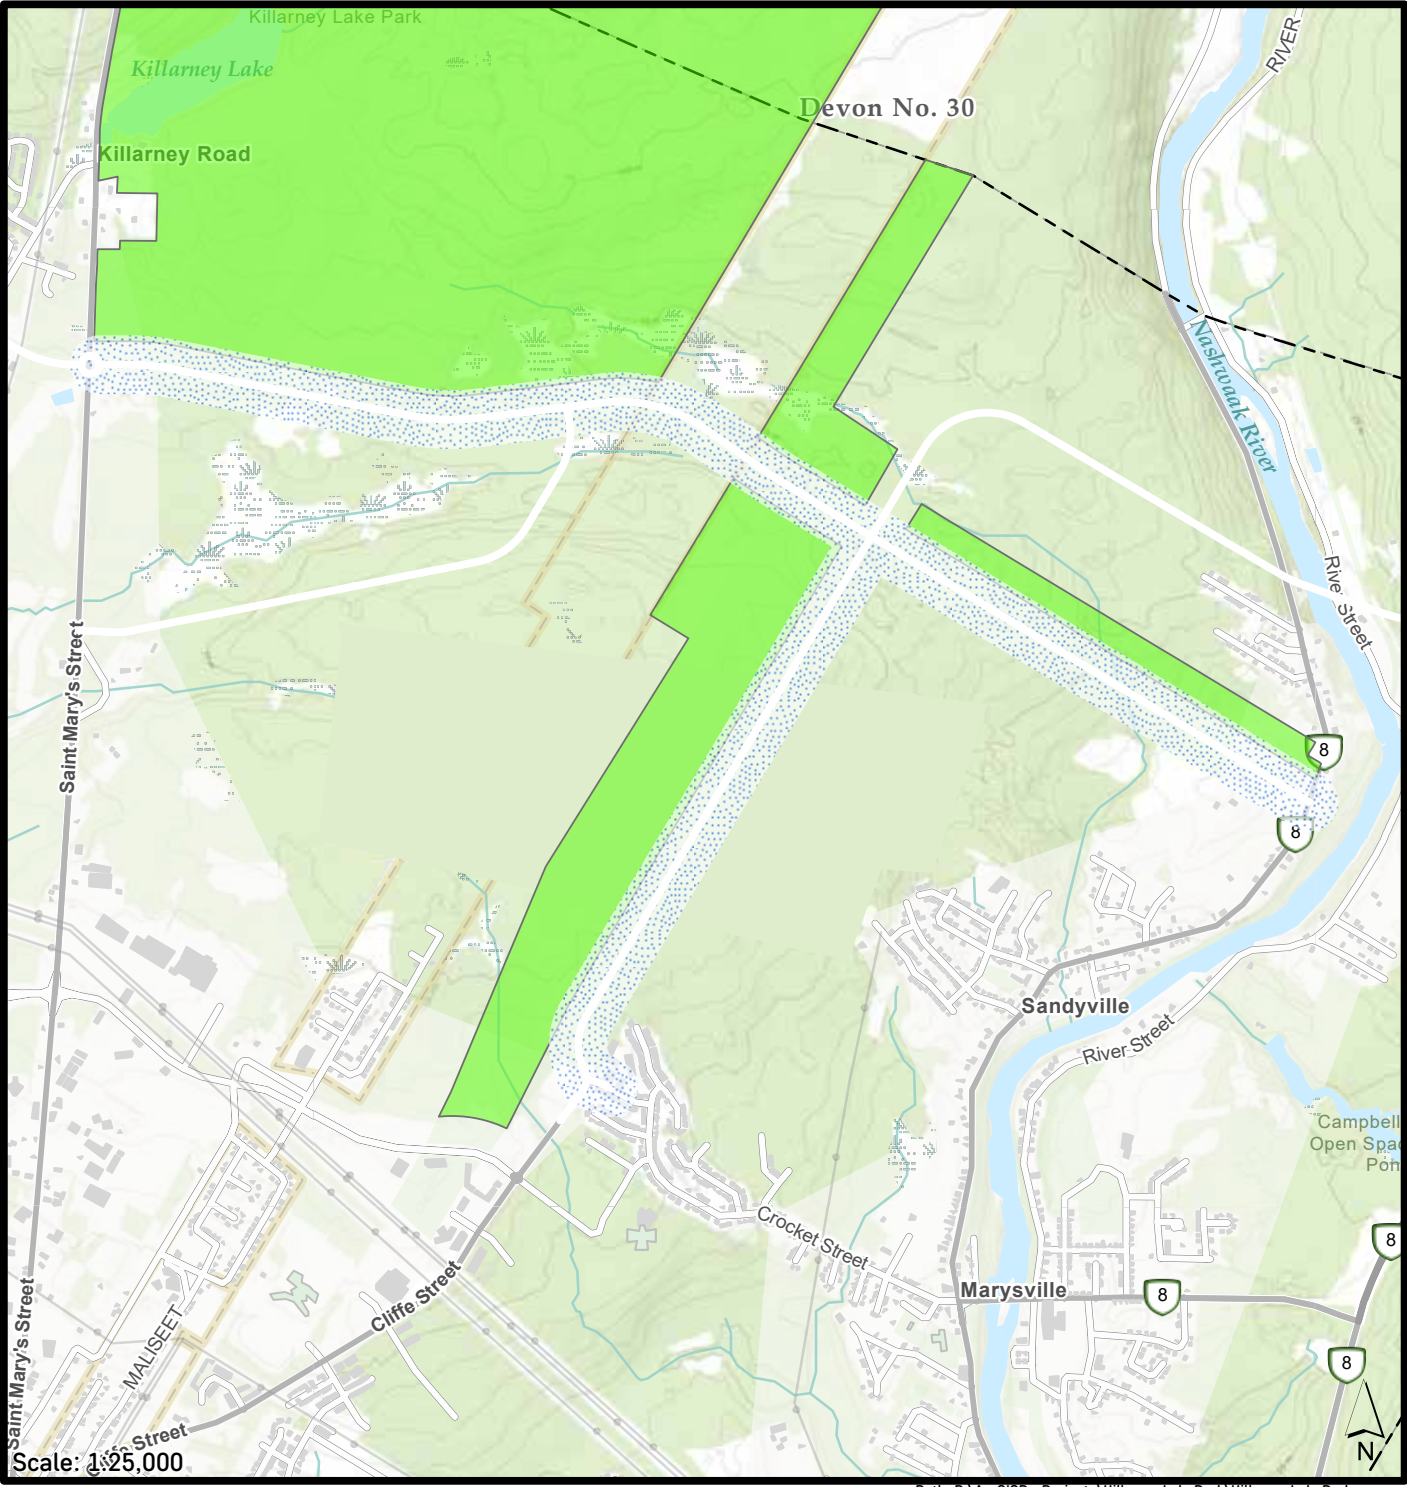 Killarney Lake Park
Killarney Lake
RIVER
Devon No. 30
Killarney Road
Nashwaak River
River Street
Saint Mary's Street
8
8
Sandyville
River Street
Campbell
Open Spac
Pon
Crocket Street
8
Marysville
8
Cliffe Street
8
MALISEET
Saint Mary's Street
Cliffe Street
N
Scale: 1:25,000